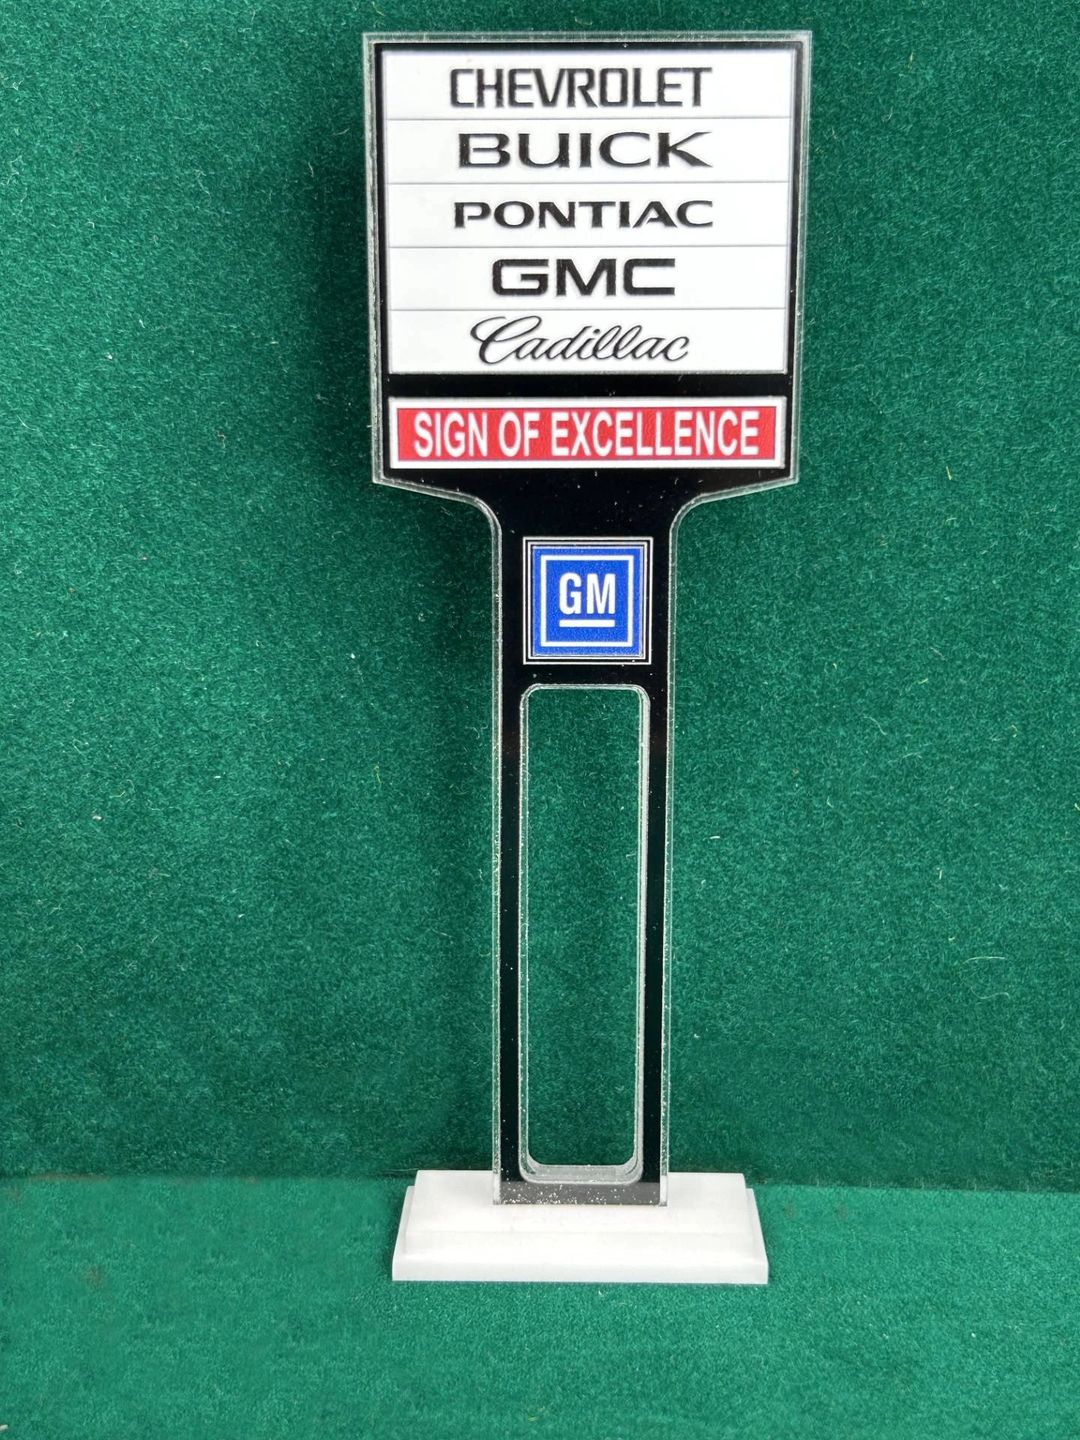 CHEVROLET
BUICK
PONTIAC
GMC
Cadillac
SIGN OF EXCELLENCE
GM